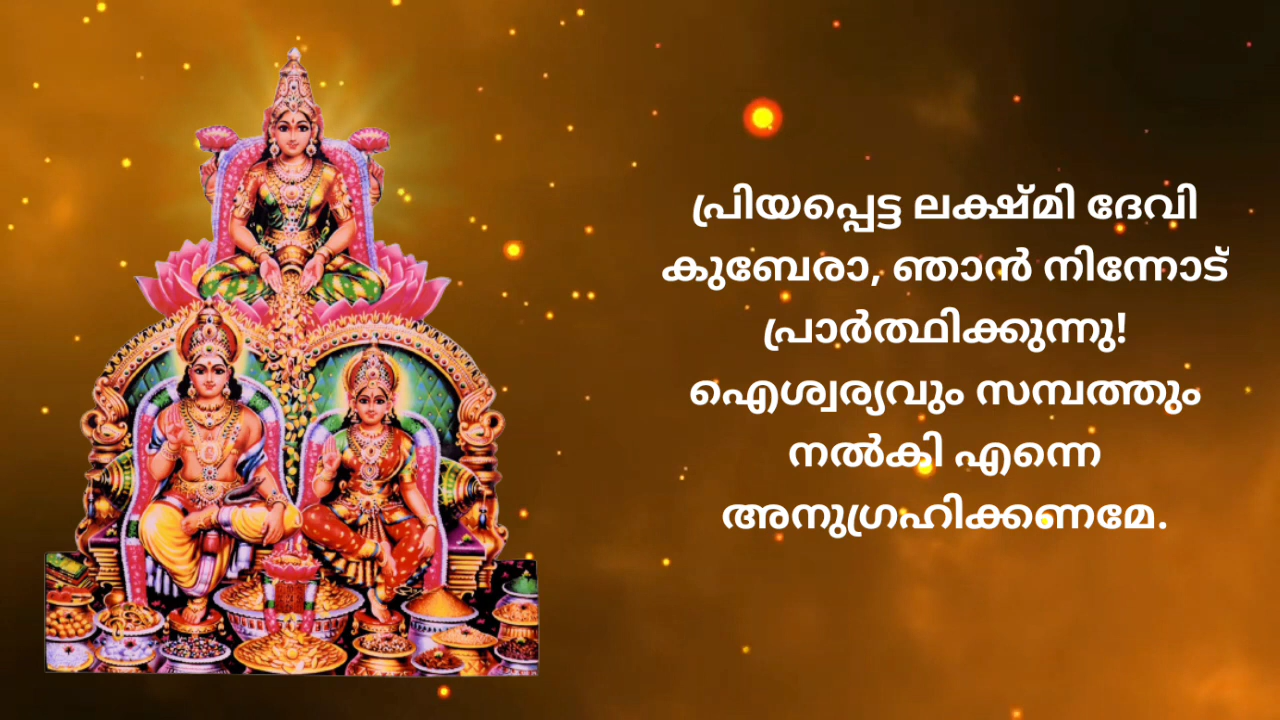 പ്രിയപ്പെട്ട ലക്ഷ്മി ദേവി
കുബേരാ, ഞാൻ നിന്നോട്
പ്രാർത്ഥിക്കുന്നു!
ഐശ്വര്യവും സമ്പത്തും
നൽകി എന്നെ
അനുഗ്രഹിക്കണമേ.